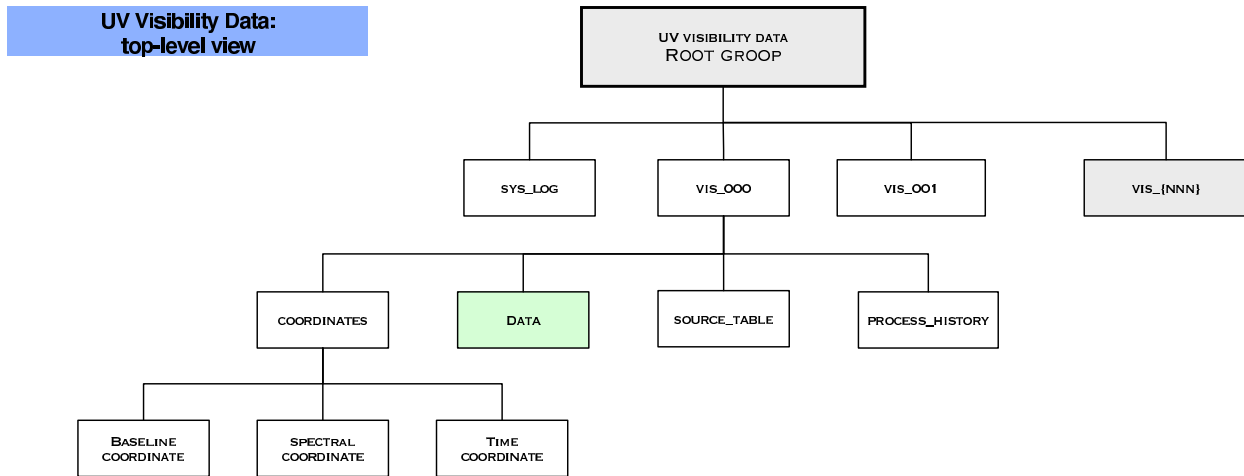 UV Visibility Data:
top-level view
UV VISIBILITY DATA
ROOT GROOP
SYS_LOG
VIS_000
VIS_001
VIS_{NNN}
COORDINATES
DATA
SOURCE_TABLE
PROCESS_HISTORY
BASELINE
COORDINATE
SPECTRAL
COORDINATE
TIME
COORDINATE